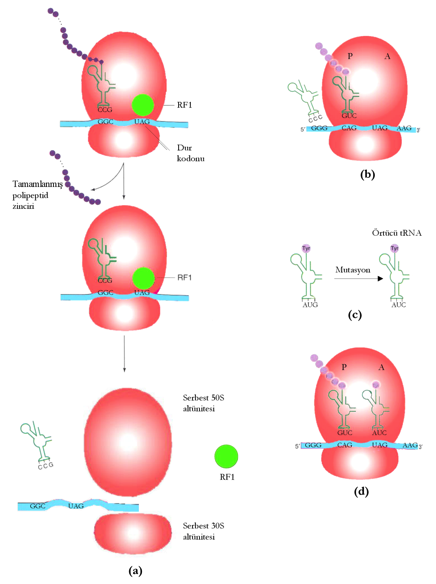 CCG
RF1
GGC UAG
Dur
kodonu
Tamamlanmış
polipeptid
zinciri
CCG
RF1
GGC UAG
Serbest 50S
altünitesi
CCG
RF1
GGC UAG
Serbest 30S
altünitesi
(a)
P A
CCC
GUC
5' GGG CAG UAG AAG 3'
(b)
Örtücü tRNA
Tyr
Mutasyon
Tyr
AUG
AUC
(c)
P A
GUC AUC
5' GGG CAG UAG AAG 3'
(d)